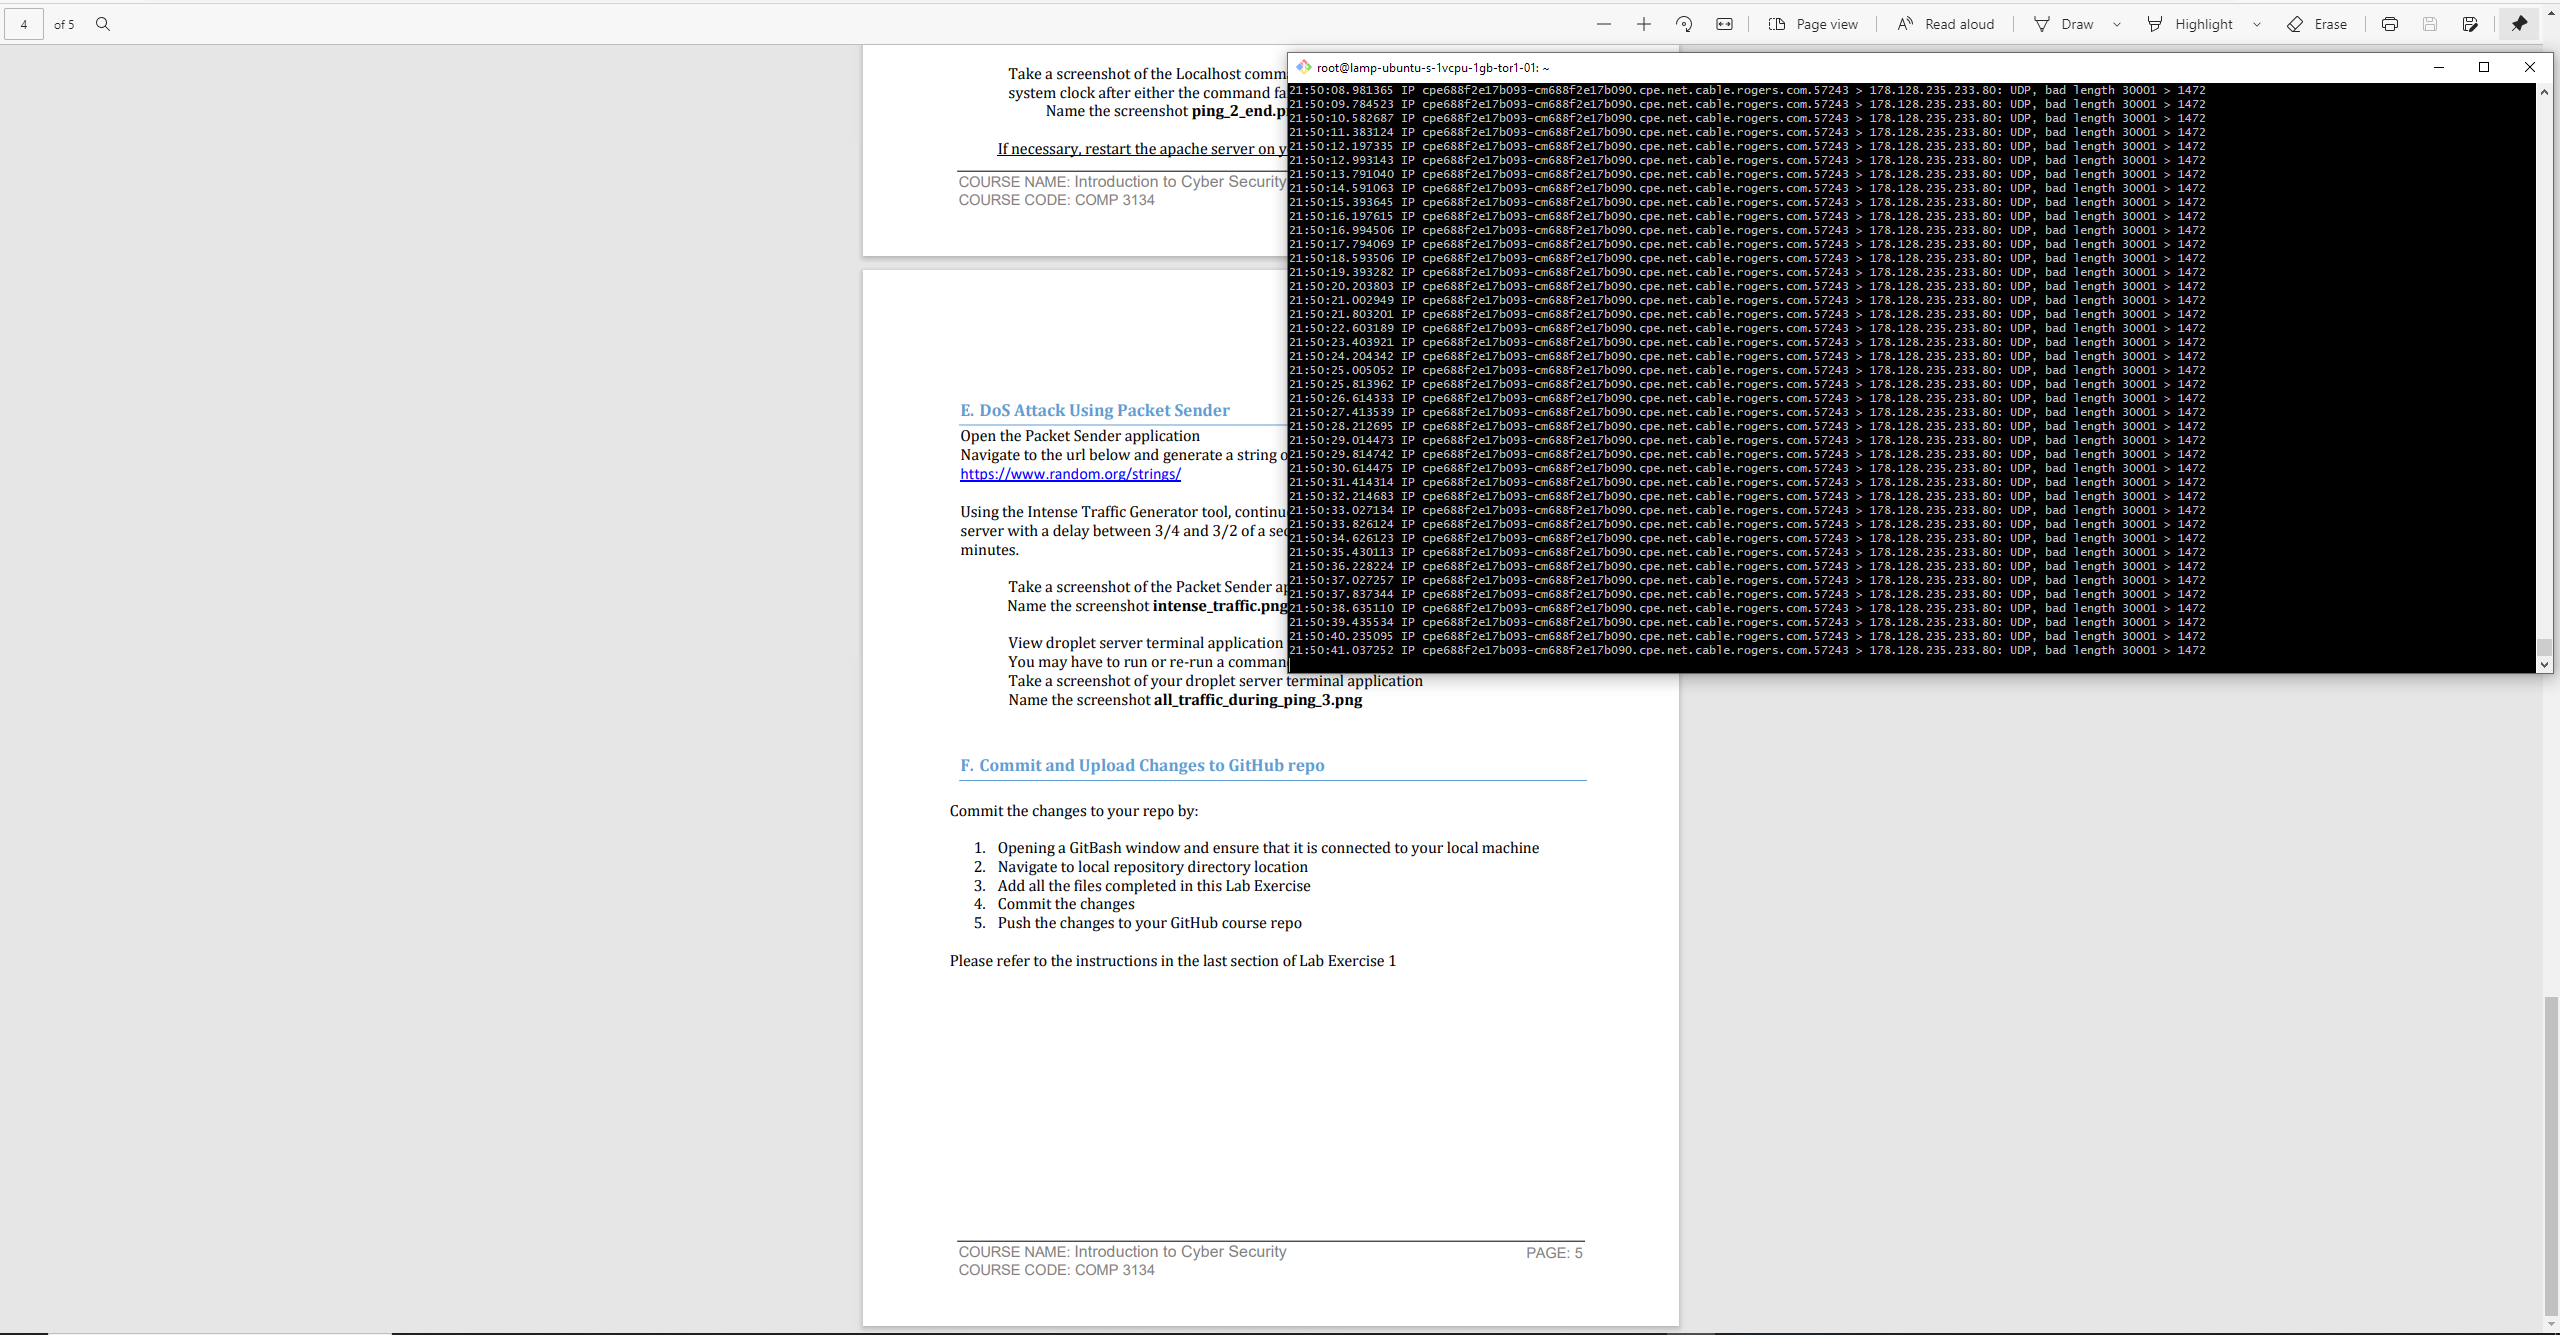 4 of 5
Page view
Read aloud
Draw
Highlight
Erase
Take a screenshot of the Localhost comm
system clock after either the command fa
Name the screenshot ping_2_end.p
If necessary, restart the apache server on y
COURSE NAME: Introduction to Cyber Security
COURSE CODE: COMP 3134
E. DoS Attack Using Packet Sender
Open the Packet Sender application
Navigate to the url below and generate a string o
https://www.random.org/strings/
Using the Intense Traffic Generator tool, continu
server with a delay between 3/4 and 3/2 of a sec
minutes.
Take a screenshot of the Packet Sender ap
Name the screenshot intense_traffic.png
View droplet server terminal application
You may have to run or re-run a comman
Take a screenshot of your droplet server terminal application
Name the screenshot all_traffic_during_ping_3.png
F. Commit and Upload Changes to GitHub repo
Commit the changes to your repo by:
1. Opening a GitBash window and ensure that it is connected to your local machine
2. Navigate to local repository directory location
3. Add all the files completed in this Lab Exercise
4. Commit the changes
5. Push the changes to your GitHub course repo
Please refer to the instructions in the last section of Lab Exercise 1
COURSE NAME: Introduction to Cyber Security PAGE: 5
COURSE CODE: COMP 3134
root@lamp-ubuntu-s-1vcpu-1gb-tor1-01: ~
21:50:08.981365 IP cpe688f2e17b093-cm688f2e17b090.cpe.net.cable.rogers.com.57243 > 178.128.235.233.80: UDP, bad length 30001 > 1472
21:50:09.784523 IP cpe688f2e17b093-cm688f2e17b090.cpe.net.cable.rogers.com.57243 > 178.128.235.233.80: UDP, bad length 30001 > 1472
21:50:10.582687 IP cpe688f2e17b093-cm688f2e17b090.cpe.net.cable.rogers.com.57243 > 178.128.235.233.80: UDP, bad length 30001 > 1472
21:50:11.383124 IP cpe688f2e17b093-cm688f2e17b090.cpe.net.cable.rogers.com.57243 > 178.128.235.233.80: UDP, bad length 30001 > 1472
21:50:12.197335 IP cpe688f2e17b093-cm688f2e17b090.cpe.net.cable.rogers.com.57243 > 178.128.235.233.80: UDP, bad length 30001 > 1472
21:50:12.993143 IP cpe688f2e17b093-cm688f2e17b090.cpe.net.cable.rogers.com.57243 > 178.128.235.233.80: UDP, bad length 30001 > 1472
21:50:13.791040 IP cpe688f2e17b093-cm688f2e17b090.cpe.net.cable.rogers.com.57243 > 178.128.235.233.80: UDP, bad length 30001 > 1472
21:50:14.591063 IP cpe688f2e17b093-cm688f2e17b090.cpe.net.cable.rogers.com.57243 > 178.128.235.233.80: UDP, bad length 30001 > 1472
21:50:15.393645 IP cpe688f2e17b093-cm688f2e17b090.cpe.net.cable.rogers.com.57243 > 178.128.235.233.80: UDP, bad length 30001 > 1472
21:50:16.197615 IP cpe688f2e17b093-cm688f2e17b090.cpe.net.cable.rogers.com.57243 > 178.128.235.233.80: UDP, bad length 30001 > 1472
21:50:16.994506 IP cpe688f2e17b093-cm688f2e17b090.cpe.net.cable.rogers.com.57243 > 178.128.235.233.80: UDP, bad length 30001 > 1472
21:50:17.794069 IP cpe688f2e17b093-cm688f2e17b090.cpe.net.cable.rogers.com.57243 > 178.128.235.233.80: UDP, bad length 30001 > 1472
21:50:18.593506 IP cpe688f2e17b093-cm688f2e17b090.cpe.net.cable.rogers.com.57243 > 178.128.235.233.80: UDP, bad length 30001 > 1472
21:50:19.393282 IP cpe688f2e17b093-cm688f2e17b090.cpe.net.cable.rogers.com.57243 > 178.128.235.233.80: UDP, bad length 30001 > 1472
21:50:20.203803 IP cpe688f2e17b093-cm688f2e17b090.cpe.net.cable.rogers.com.57243 > 178.128.235.233.80: UDP, bad length 30001 > 1472
21:50:21.002949 IP cpe688f2e17b093-cm688f2e17b090.cpe.net.cable.rogers.com.57243 > 178.128.235.233.80: UDP, bad length 30001 > 1472
21:50:21.803201 IP cpe688f2e17b093-cm688f2e17b090.cpe.net.cable.rogers.com.57243 > 178.128.235.233.80: UDP, bad length 30001 > 1472
21:50:22.603189 IP cpe688f2e17b093-cm688f2e17b090.cpe.net.cable.rogers.com.57243 > 178.128.235.233.80: UDP, bad length 30001 > 1472
21:50:23.403921 IP cpe688f2e17b093-cm688f2e17b090.cpe.net.cable.rogers.com.57243 > 178.128.235.233.80: UDP, bad length 30001 > 1472
21:50:24.204342 IP cpe688f2e17b093-cm688f2e17b090.cpe.net.cable.rogers.com.57243 > 178.128.235.233.80: UDP, bad length 30001 > 1472
21:50:25.005052 IP cpe688f2e17b093-cm688f2e17b090.cpe.net.cable.rogers.com.57243 > 178.128.235.233.80: UDP, bad length 30001 > 1472
21:50:25.813962 IP cpe688f2e17b093-cm688f2e17b090.cpe.net.cable.rogers.com.57243 > 178.128.235.233.80: UDP, bad length 30001 > 1472
21:50:26.614333 IP cpe688f2e17b093-cm688f2e17b090.cpe.net.cable.rogers.com.57243 > 178.128.235.233.80: UDP, bad length 30001 > 1472
21:50:27.413539 IP cpe688f2e17b093-cm688f2e17b090.cpe.net.cable.rogers.com.57243 > 178.128.235.233.80: UDP, bad length 30001 > 1472
21:50:28.212695 IP cpe688f2e17b093-cm688f2e17b090.cpe.net.cable.rogers.com.57243 > 178.128.235.233.80: UDP, bad length 30001 > 1472
21:50:29.014473 IP cpe688f2e17b093-cm688f2e17b090.cpe.net.cable.rogers.com.57243 > 178.128.235.233.80: UDP, bad length 30001 > 1472
21:50:29.814742 IP cpe688f2e17b093-cm688f2e17b090.cpe.net.cable.rogers.com.57243 > 178.128.235.233.80: UDP, bad length 30001 > 1472
21:50:30.614475 IP cpe688f2e17b093-cm688f2e17b090.cpe.net.cable.rogers.com.57243 > 178.128.235.233.80: UDP, bad length 30001 > 1472
21:50:31.414314 IP cpe688f2e17b093-cm688f2e17b090.cpe.net.cable.rogers.com.57243 > 178.128.235.233.80: UDP, bad length 30001 > 1472
21:50:32.214683 IP cpe688f2e17b093-cm688f2e17b090.cpe.net.cable.rogers.com.57243 > 178.128.235.233.80: UDP, bad length 30001 > 1472
21:50:33.027134 IP cpe688f2e17b093-cm688f2e17b090.cpe.net.cable.rogers.com.57243 > 178.128.235.233.80: UDP, bad length 30001 > 1472
21:50:33.826124 IP cpe688f2e17b093-cm688f2e17b090.cpe.net.cable.rogers.com.57243 > 178.128.235.233.80: UDP, bad length 30001 > 1472
21:50:34.626123 IP cpe688f2e17b093-cm688f2e17b090.cpe.net.cable.rogers.com.57243 > 178.128.235.233.80: UDP, bad length 30001 > 1472
21:50:35.430113 IP cpe688f2e17b093-cm688f2e17b090.cpe.net.cable.rogers.com.57243 > 178.128.235.233.80: UDP, bad length 30001 > 1472
21:50:36.228224 IP cpe688f2e17b093-cm688f2e17b090.cpe.net.cable.rogers.com.57243 > 178.128.235.233.80: UDP, bad length 30001 > 1472
21:50:37.027257 IP cpe688f2e17b093-cm688f2e17b090.cpe.net.cable.rogers.com.57243 > 178.128.235.233.80: UDP, bad length 30001 > 1472
21:50:37.837344 IP cpe688f2e17b093-cm688f2e17b090.cpe.net.cable.rogers.com.57243 > 178.128.235.233.80: UDP, bad length 30001 > 1472
21:50:38.635110 IP cpe688f2e17b093-cm688f2e17b090.cpe.net.cable.rogers.com.57243 > 178.128.235.233.80: UDP, bad length 30001 > 1472
21:50:39.435534 IP cpe688f2e17b093-cm688f2e17b090.cpe.net.cable.rogers.com.57243 > 178.128.235.233.80: UDP, bad length 30001 > 1472
21:50:40.235095 IP cpe688f2e17b093-cm688f2e17b090.cpe.net.cable.rogers.com.57243 > 178.128.235.233.80: UDP, bad length 30001 > 1472
21:50:41.037252 IP cpe688f2e17b093-cm688f2e17b090.cpe.net.cable.rogers.com.57243 > 178.128.235.233.80: UDP, bad length 30001 > 1472